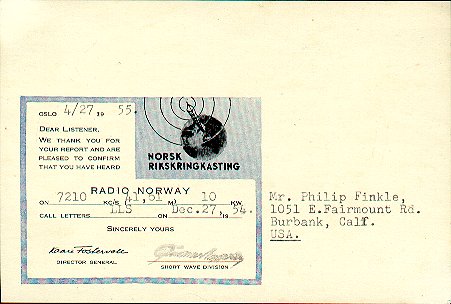 OSLO 4/27 19 55.
DEAR LISTENER,
WE THANK YOU FOR
YOUR REPORT AND ARE
PLEASED TO CONFIRM
THAT YOU HAVE HEARD
NORSK
RIKSKRINGKASTING
RADIO NORWAY
ON 7210 KC/S (41,51 M) 10 KW.
CALL LETTERS LLS ON Dec.27, 19 54.
SINCERELY YOURS
DIRECTOR GENERAL
SHORT WAVE DIVISION
Mr. Philip Finkle,
1051 E.Fairmount Rd.
Burbank, Calf.
USA.